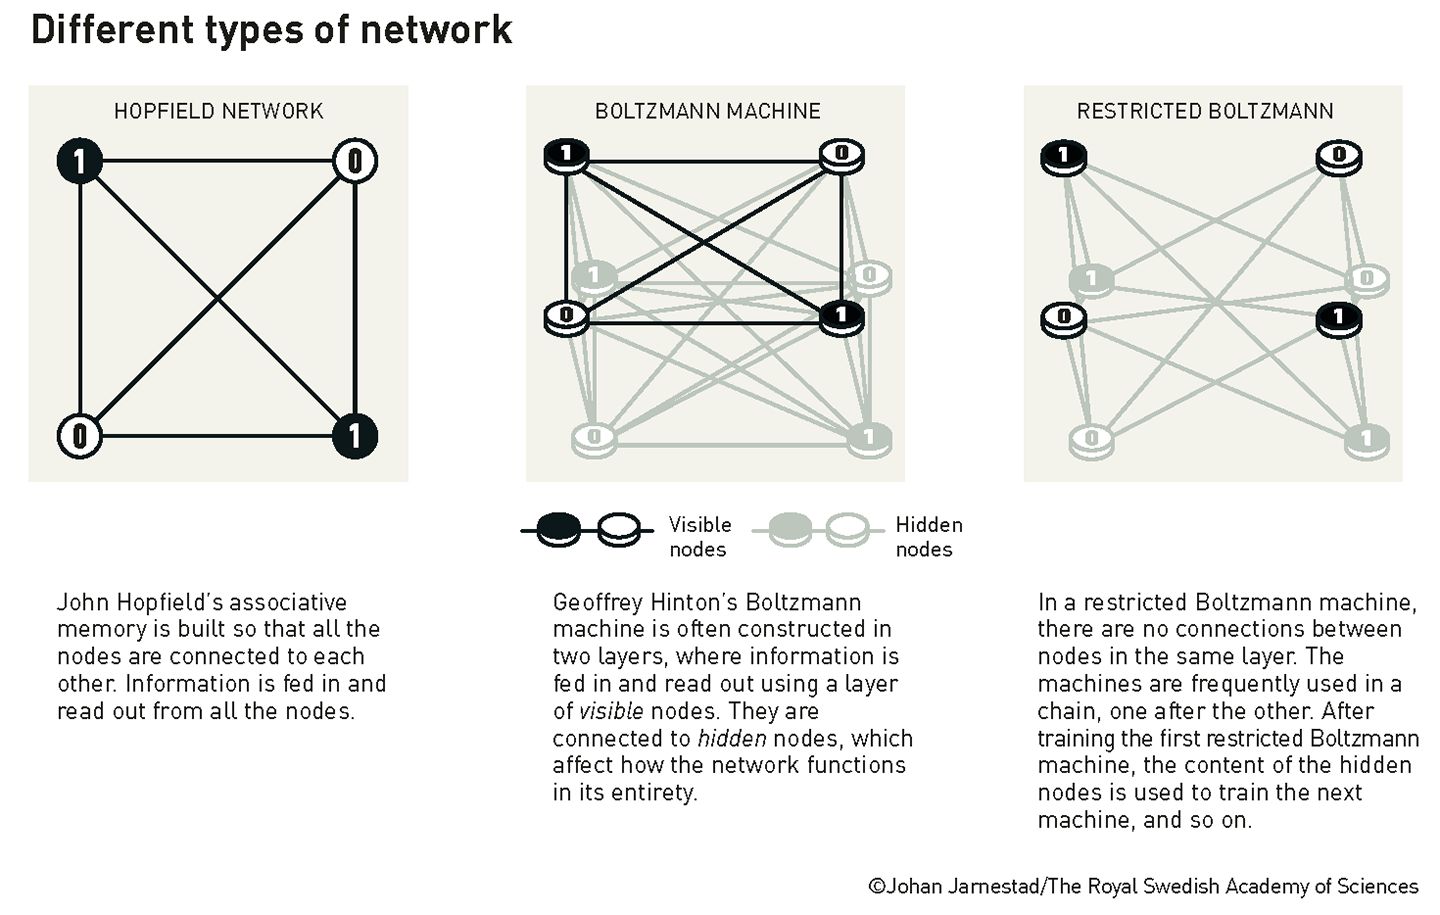 Different types of network
HOPFIELD NETWORK
1
0
0
1
BOLTZMANN MACHINE
1
0
1
0
0
1
0
1
RESTRICTED BOLTZMANN
1
0
1
0
0
1
0
1
Visible
nodes
Hidden
nodes
John Hopfield's associative
memory is built so that all the
nodes are connected to each
other. Information is fed in and
read out from all the nodes.
Geoffrey Hinton's Boltzmann
machine is often constructed in
two layers, where information is
fed in and read out using a layer
of visible nodes. They are
connected to hidden nodes, which
affect how the network functions
in its entirety.
In a restricted Boltzmann machine,
there are no connections between
nodes in the same layer. The
machines are frequently used in a
chain, one after the other. After
training the first restricted Boltzmann
machine, the content of the hidden
nodes is used to train the next
machine, and so on.
©Johan Jarnestad/The Royal Swedish Academy of Sciences